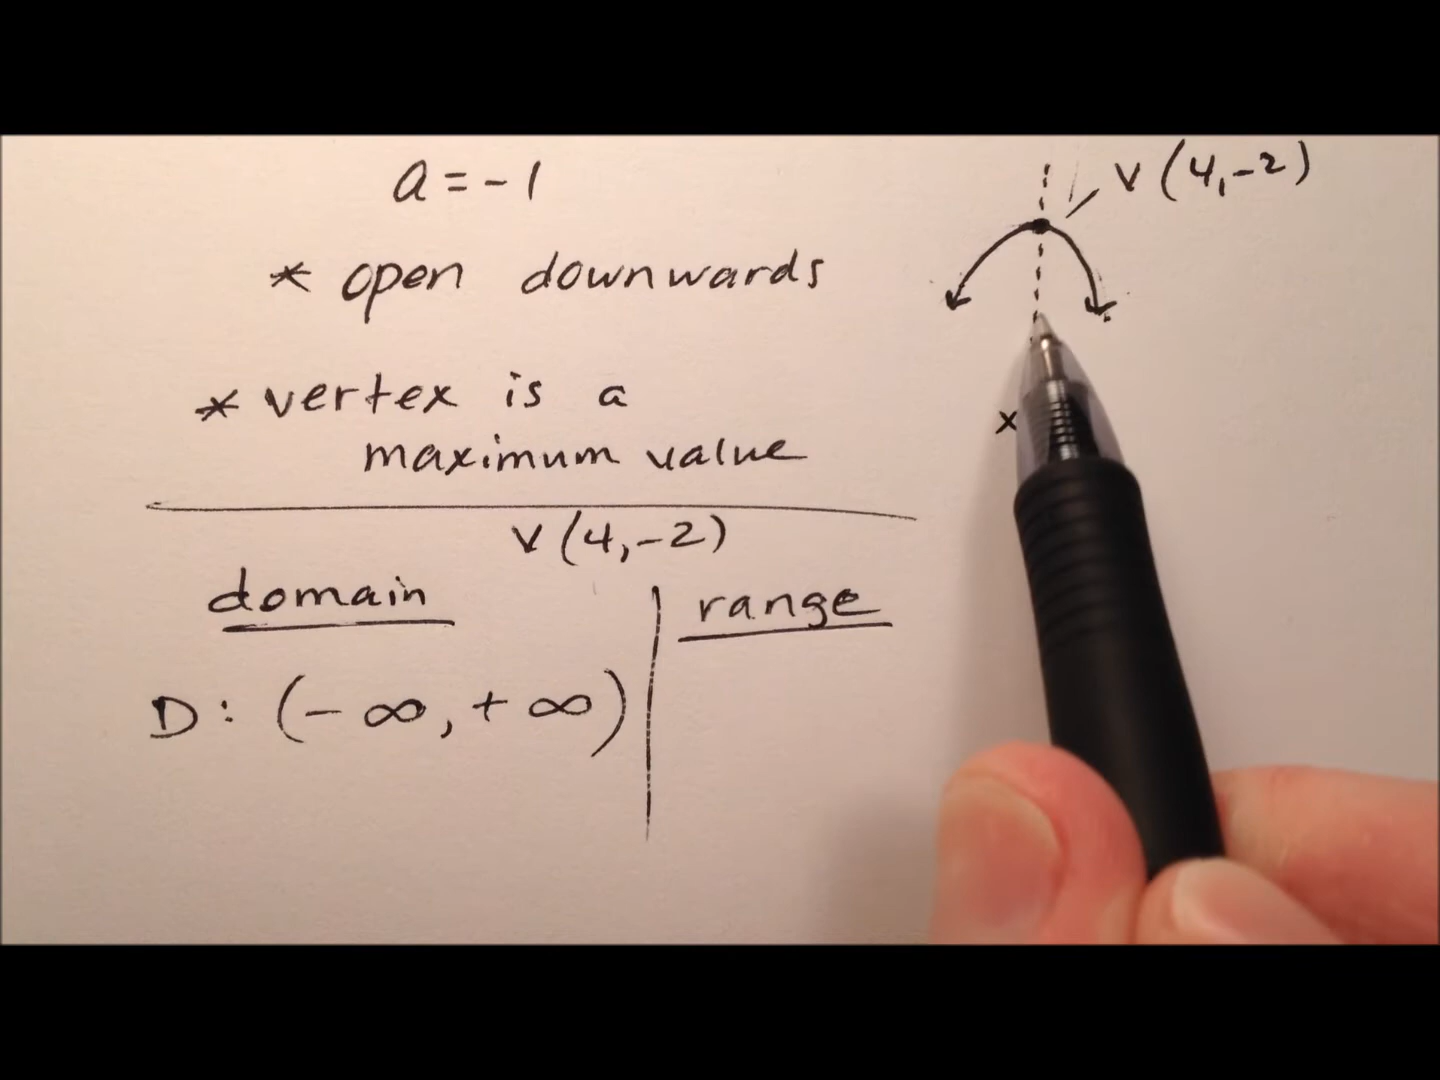 a = -1
V (4, -2)
* open downwards
* vertex is a
maximum value
x
V (4, -2)
domain
range
D: (-∞, +∞)